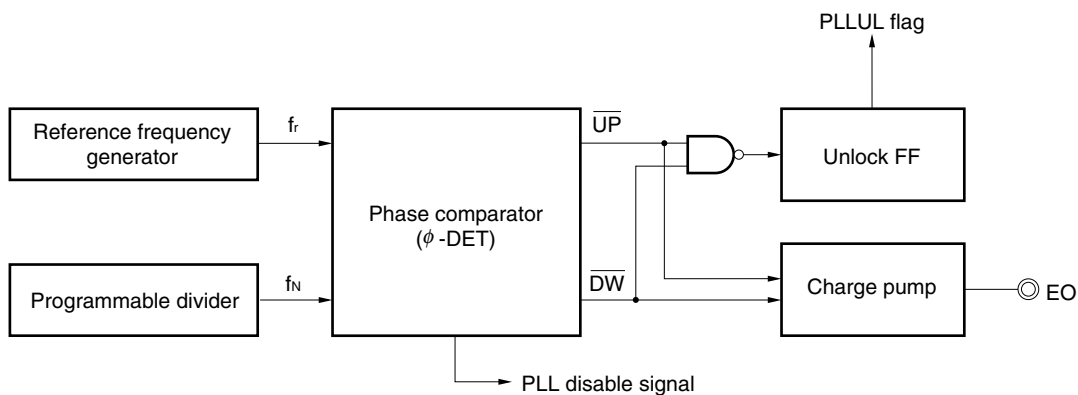 PLLUL flag
Reference frequency
generator
fr
UP
Unlock FF
Phase comparator
(ϕ -DET)
Programmable divider
fN
DW
Charge pump
EO
PLL disable signal